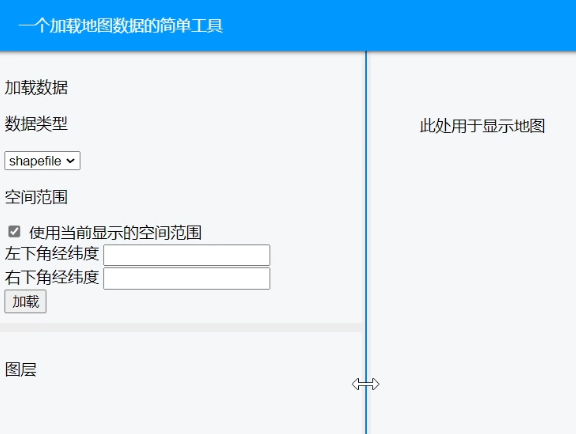 一个加载地图数据的简单工具
加载数据
数据类型
此处用于显示地图
shapefile
空间范围
使用当前显示的空间范围
左下角经纬度
右下角经纬度
加载
图层